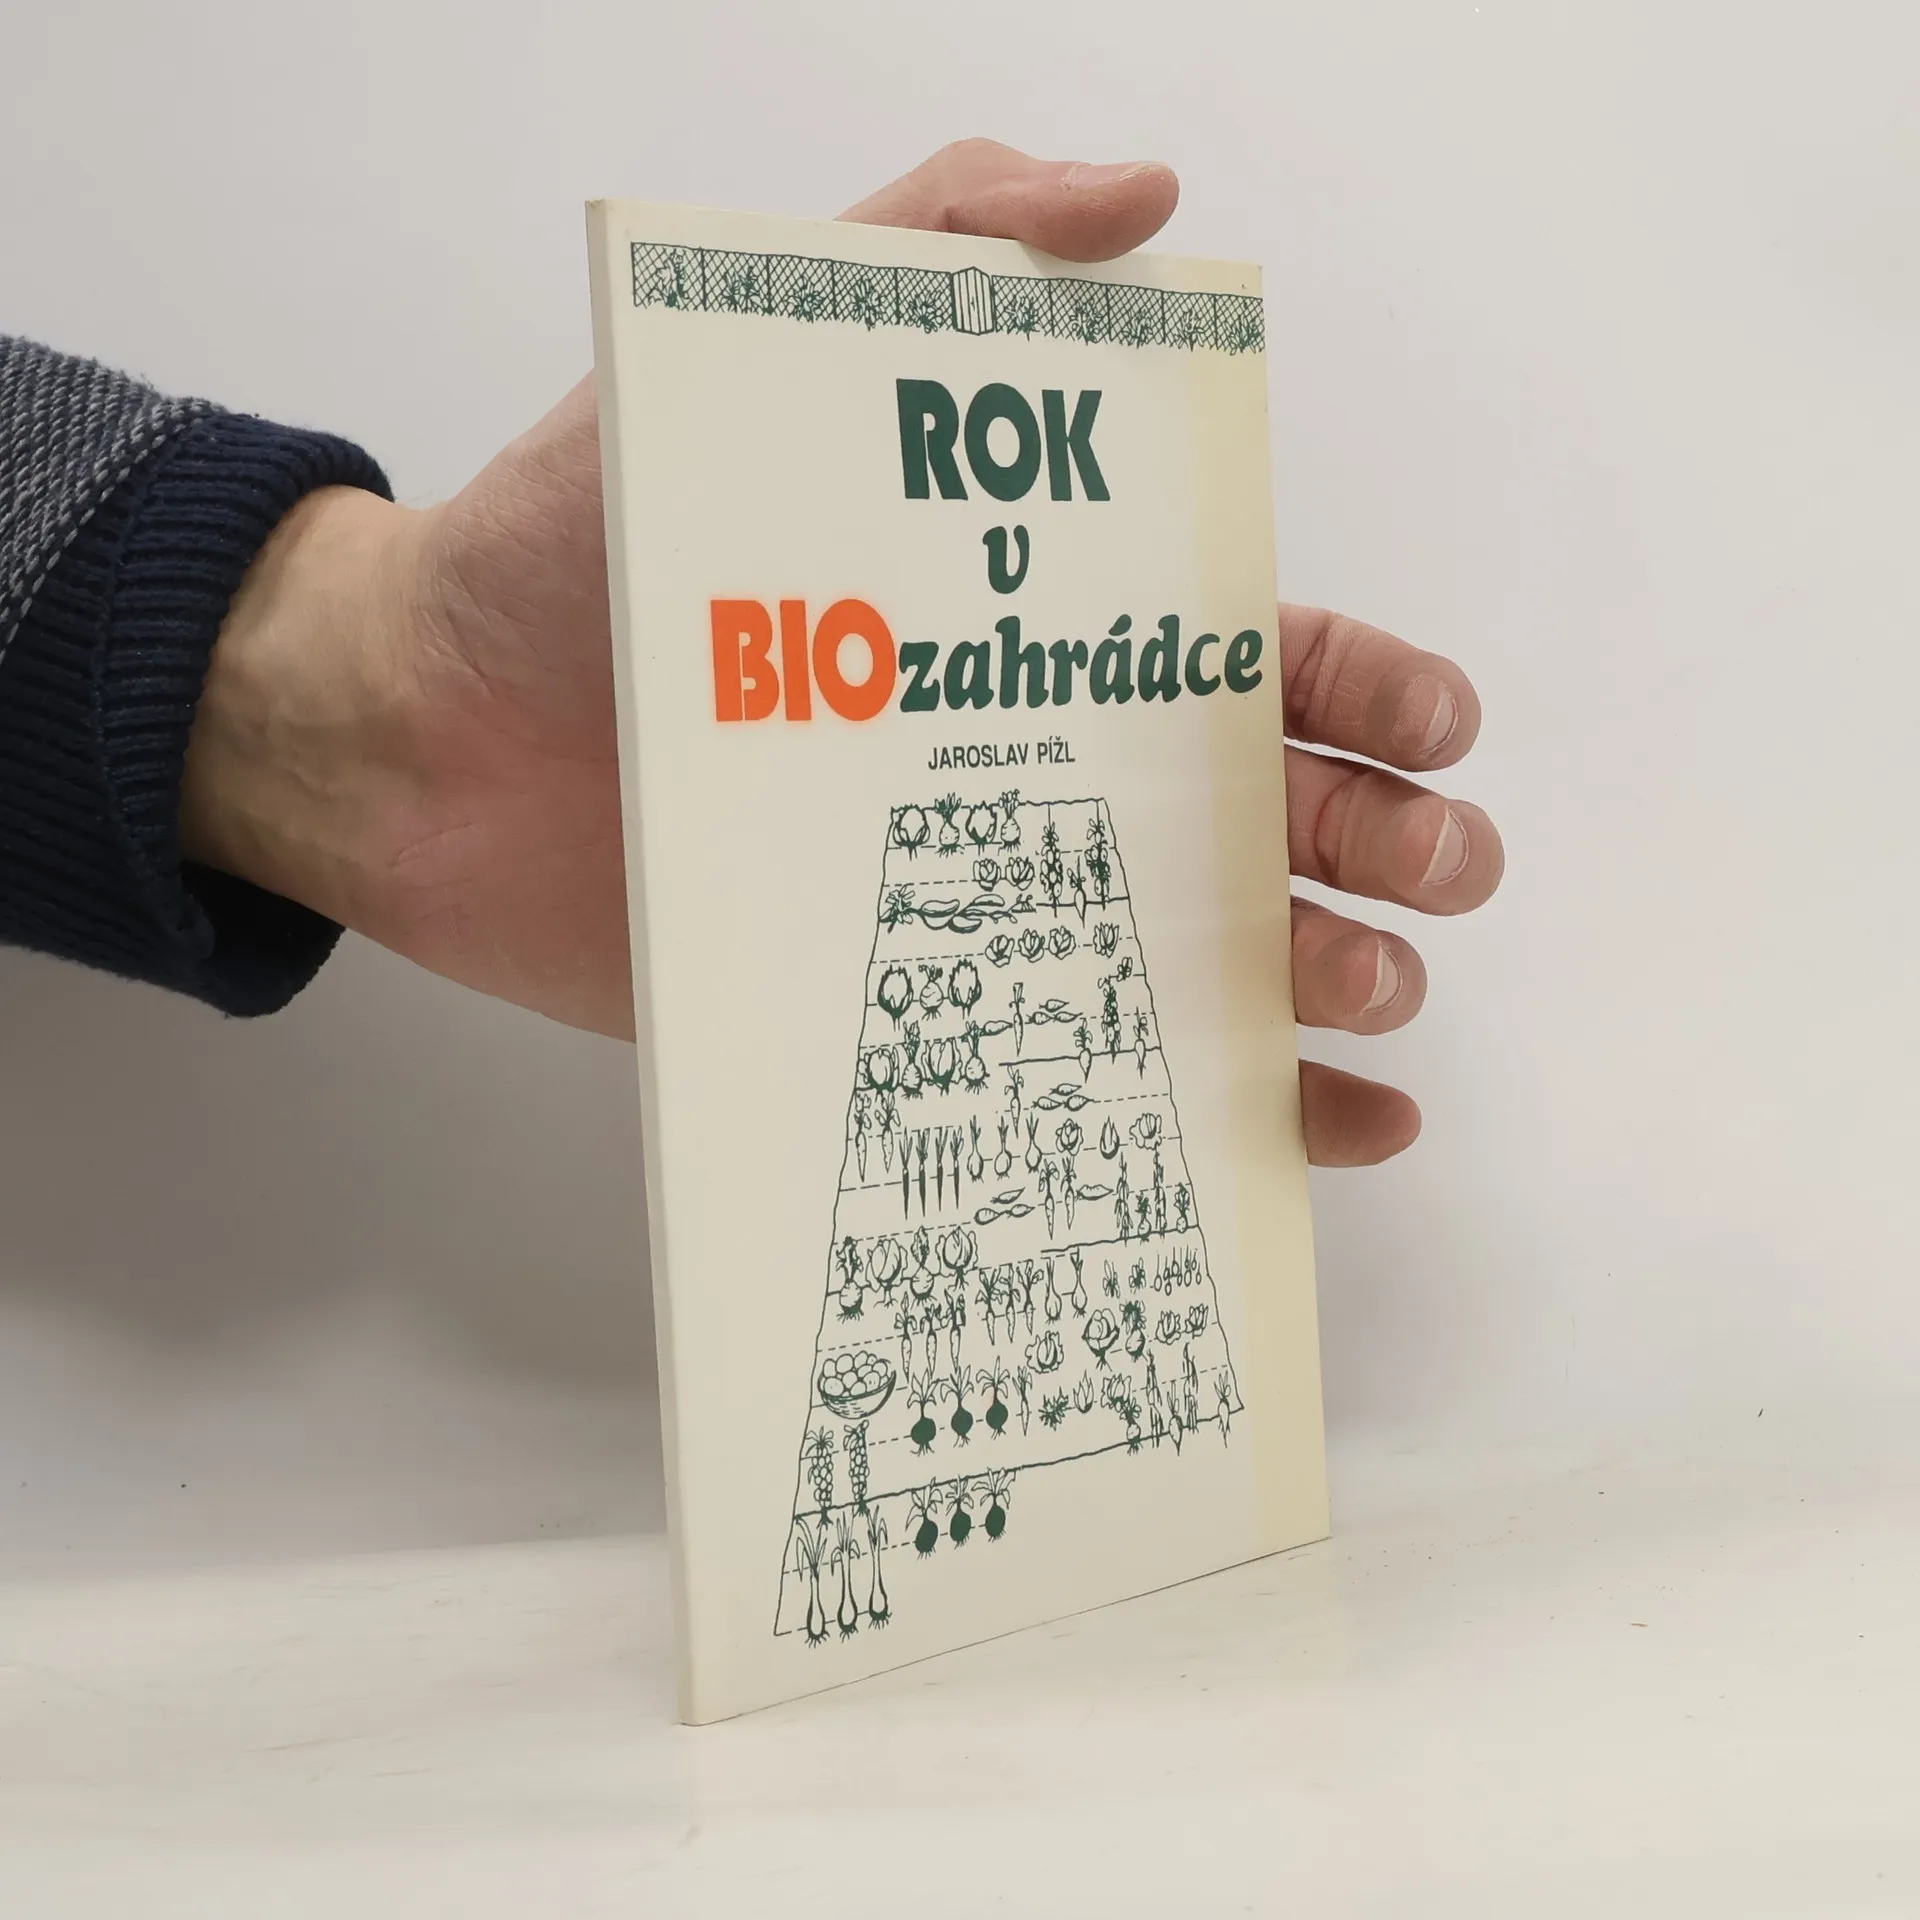 ROK
v
BIOzahrádce
JAROSLAV PÍŽL